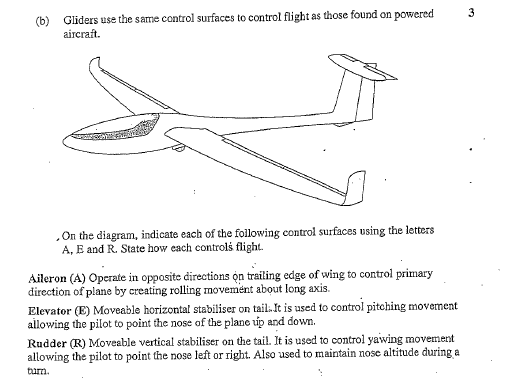 (b) Gliders use the same control surfaces to control flight as those found on powered 3
aircraft.
. On the diagram, indicate each of the following control surfaces using the letters
A, E and R. State how each controls flight.
Aileron (A) Operate in opposite directions on trailing edge of wing to control primary
direction of plane by creating rolling movement about long axis.
Elevator (E) Moveable horizontal stabiliser on tail. It is used to control pitching movement
allowing the pilot to point the nose of the plane up and down.
Rudder (R) Moveable vertical stabiliser on the tail. It is used to control yawing movement
allowing the pilot to point the nose left or right. Also used to maintain nose altitude during a
turn.